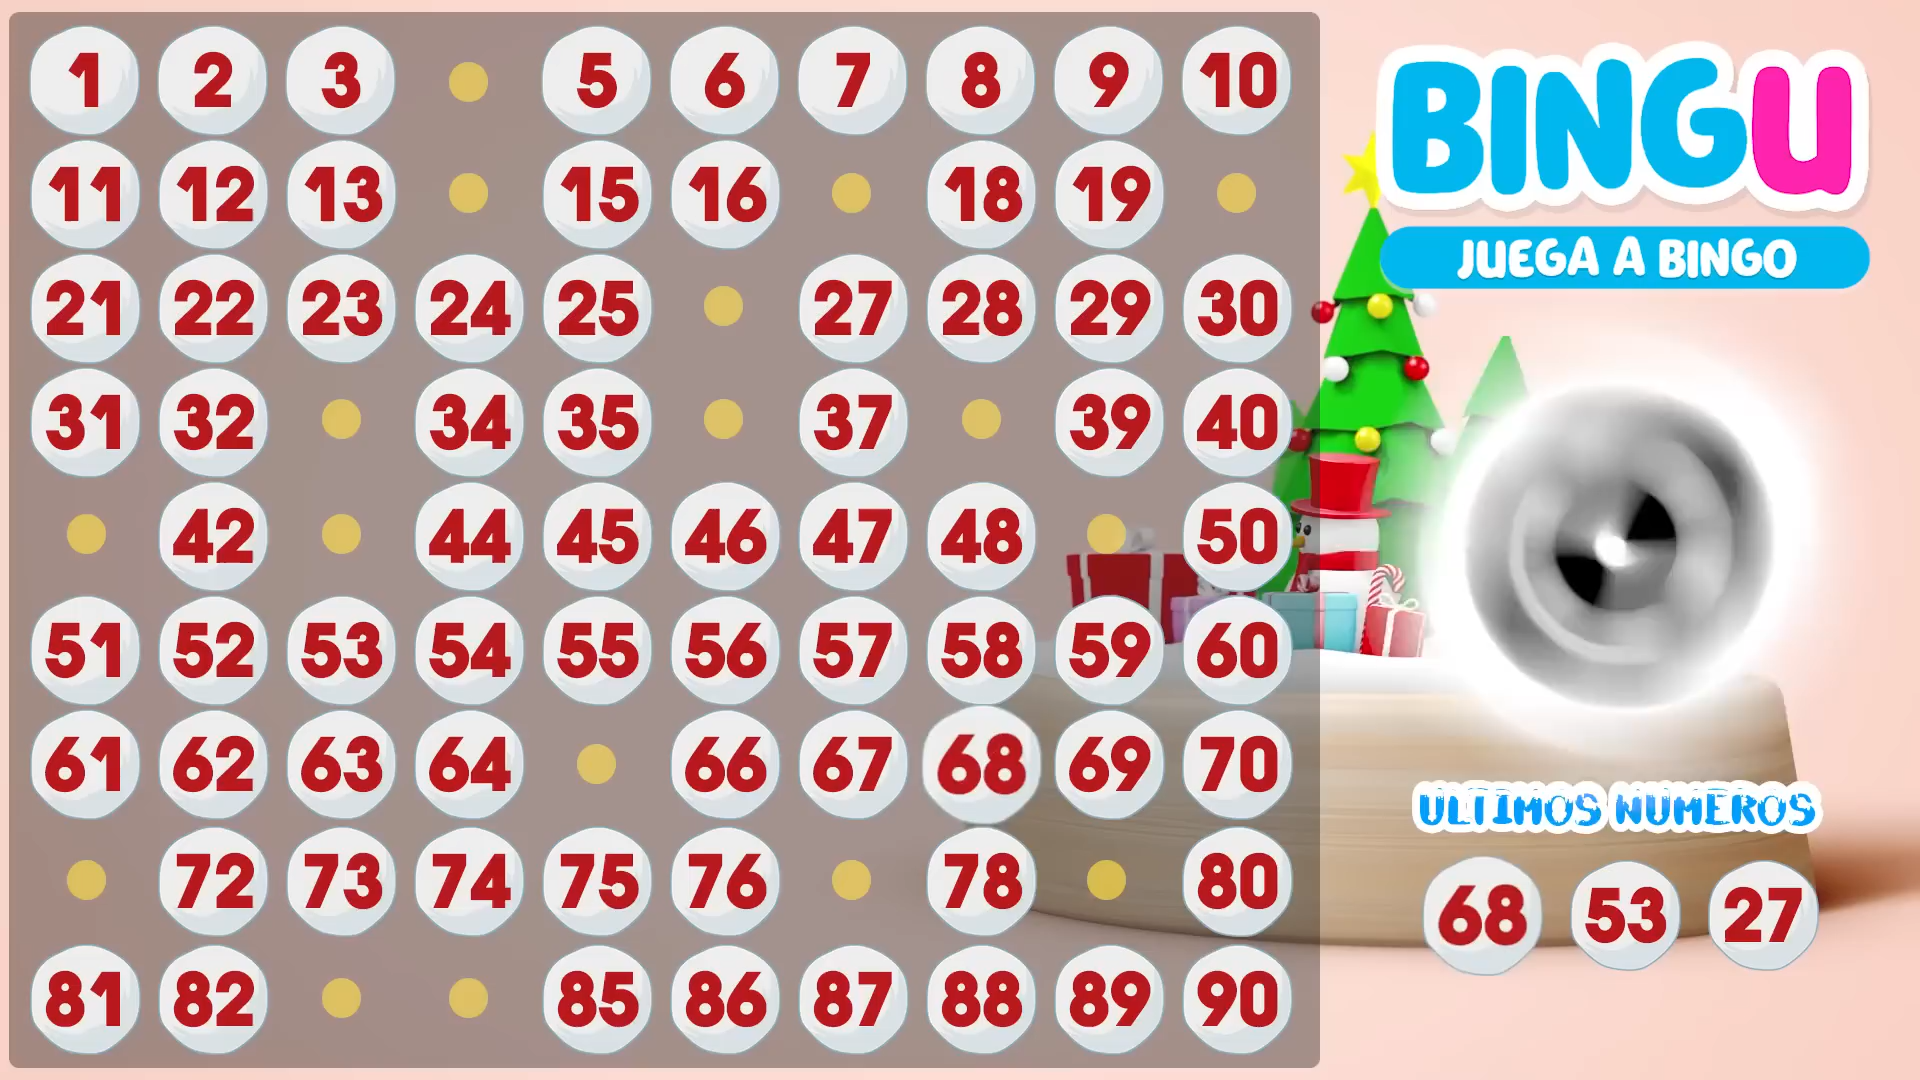 1 2 3 5 6 7 8 9 10
11 12 13 15 16 18 19
21 22 23 24 25 27 28 29 30
31 32 34 35 37 39 40
42 44 45 46 47 48 50
51 52 53 54 55 56 57 58 59 60
61 62 63 64 66 67 68 69 70
72 73 74 75 76 78 80
81 82 85 86 87 88 89 90
BINGU
JUEGA A BINGO
ULTIMOS NUMEROS
68 53 27